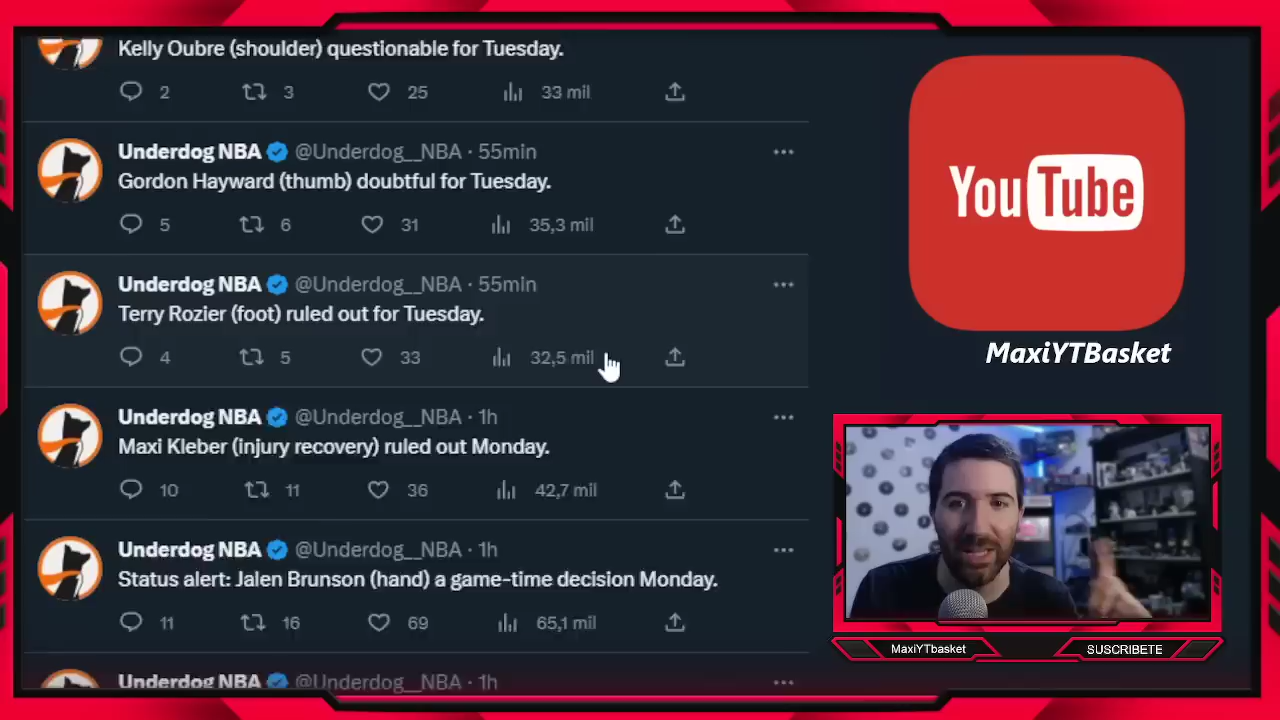 Kelly Oubre (shoulder) questionable for Tuesday.
2 3 25 33 mil
Underdog NBA @Underdog__NBA · 55min
Gordon Hayward (thumb) doubtful for Tuesday.
5 6 31 35,3 mil
Underdog NBA @Underdog__NBA · 55min
Terry Rozier (foot) ruled out for Tuesday.
4 5 33 32,5 mil
Underdog NBA @Underdog__NBA · 1h
Maxi Kleber (injury recovery) ruled out Monday.
10 11 36 42,7 mil
Underdog NBA @Underdog__NBA · 1h
Status alert: Jalen Brunson (hand) a game-time decision Monday.
11 16 69 65,1 mil
Underdog NBA @Underdog__NBA · 1h
YouTube
MaxiYTBasket
MaxiYTbasket
SUSCRIBETE